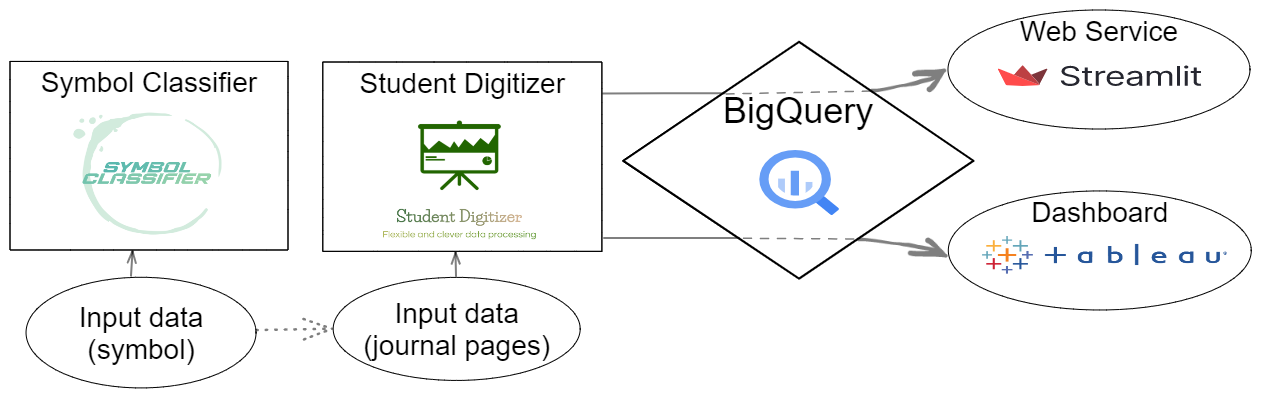 Symbol Classifier
SYMBOL
CLASSIFIER
Input data
(symbol)
Student Digitizer
Student Digitizer
Flexible and clever data processing
Input data
(journal pages)
BigQuery
Web Service
Streamlit
Dashboard
+ableau